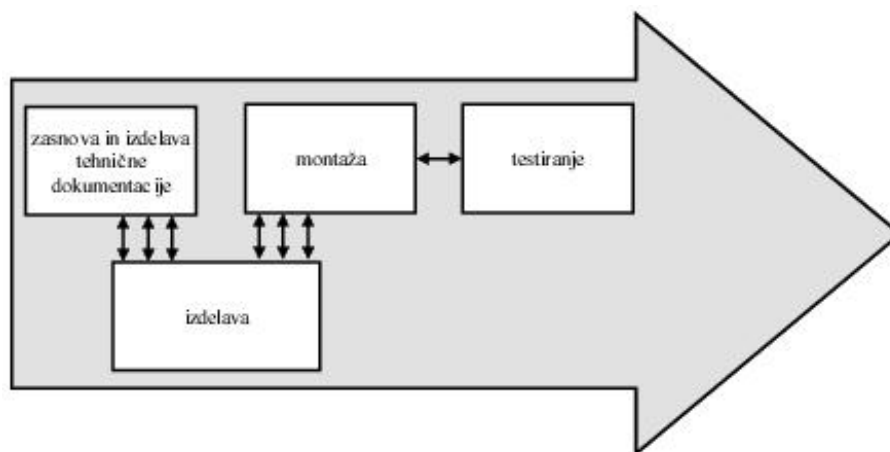 zasnova in izdelava
tehnične
dokumentacije
montaža
testiranje
izdelava